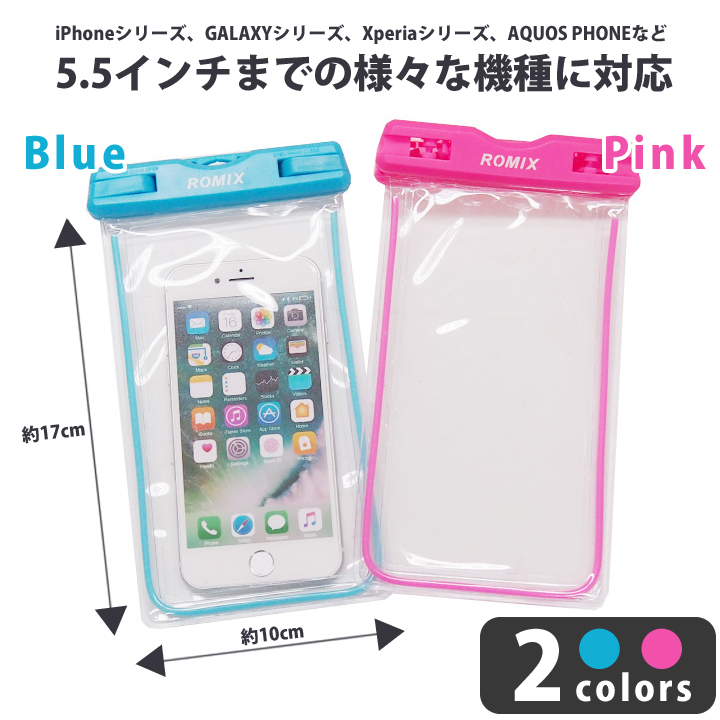 iPhoneシリーズ、GALAXYシリーズ、Xperiaシリーズ、AQUOS PHONEなど
5.5インチまでの様々な機種に対応
Blue
Pink
ROMIX
ROMIX
約17cm
約10cm
2 colors